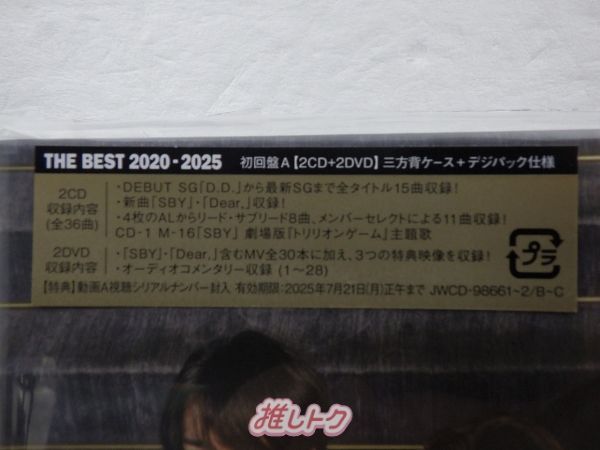 THE BEST 2020-2025 初回盤A【2CD+2DVD】三方背ケース+デジパック仕様
2CD
収録内容
(全36曲)
・DEBUT SG「D.D.」から最新SGまで全タイトル15曲収録!
・新曲「SBY」・「Dear,」収録!
・4枚のALからリード・サブリード8曲、メンバーセレクトによる11曲収録!
CD-1 M-16「SBY」 劇場版『トリリオンゲーム』主題歌
2DVD
収録内容
・「SBY」・「Dear,」含むMV全30本に加え、3つの特典映像を収録!
・オーディオコメンタリー収録 (1~28)
プラ
【特典】動画A視聴シリアルナンバー封入 有効期限:2025年7月21日(月)正午まで JWCD-98661~2/B~C
推しトク